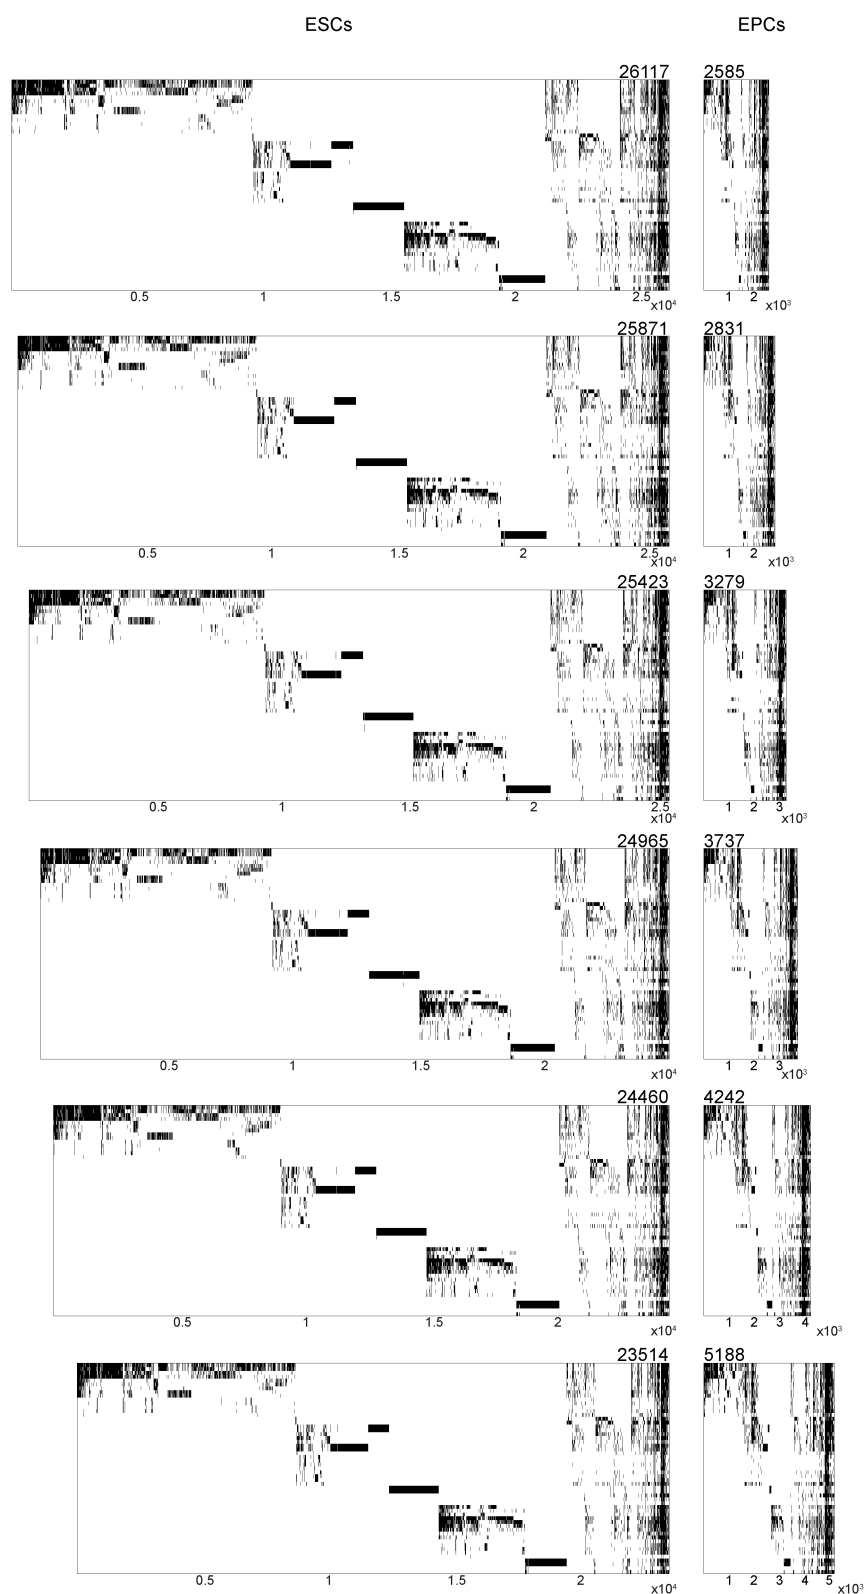 ESCs EPCs
26117 2585
0.5 1 1.5 2 2.5 1 2
x10⁴ x10³
25871 2831
0.5 1 1.5 2 2.5 1 2
x10⁴ x10³
25423 3279
0.5 1 1.5 2 2.5 1 2 3
x10⁴ x10³
24965 3737
0.5 1 1.5 2 1 2 3
x10⁴ x10³
24460 4242
0.5 1 1.5 2 1 2 3 4
x10⁴ x10³
23514 5188
0.5 1 1.5 2 1 2 3 4 5
x10⁴ x10³